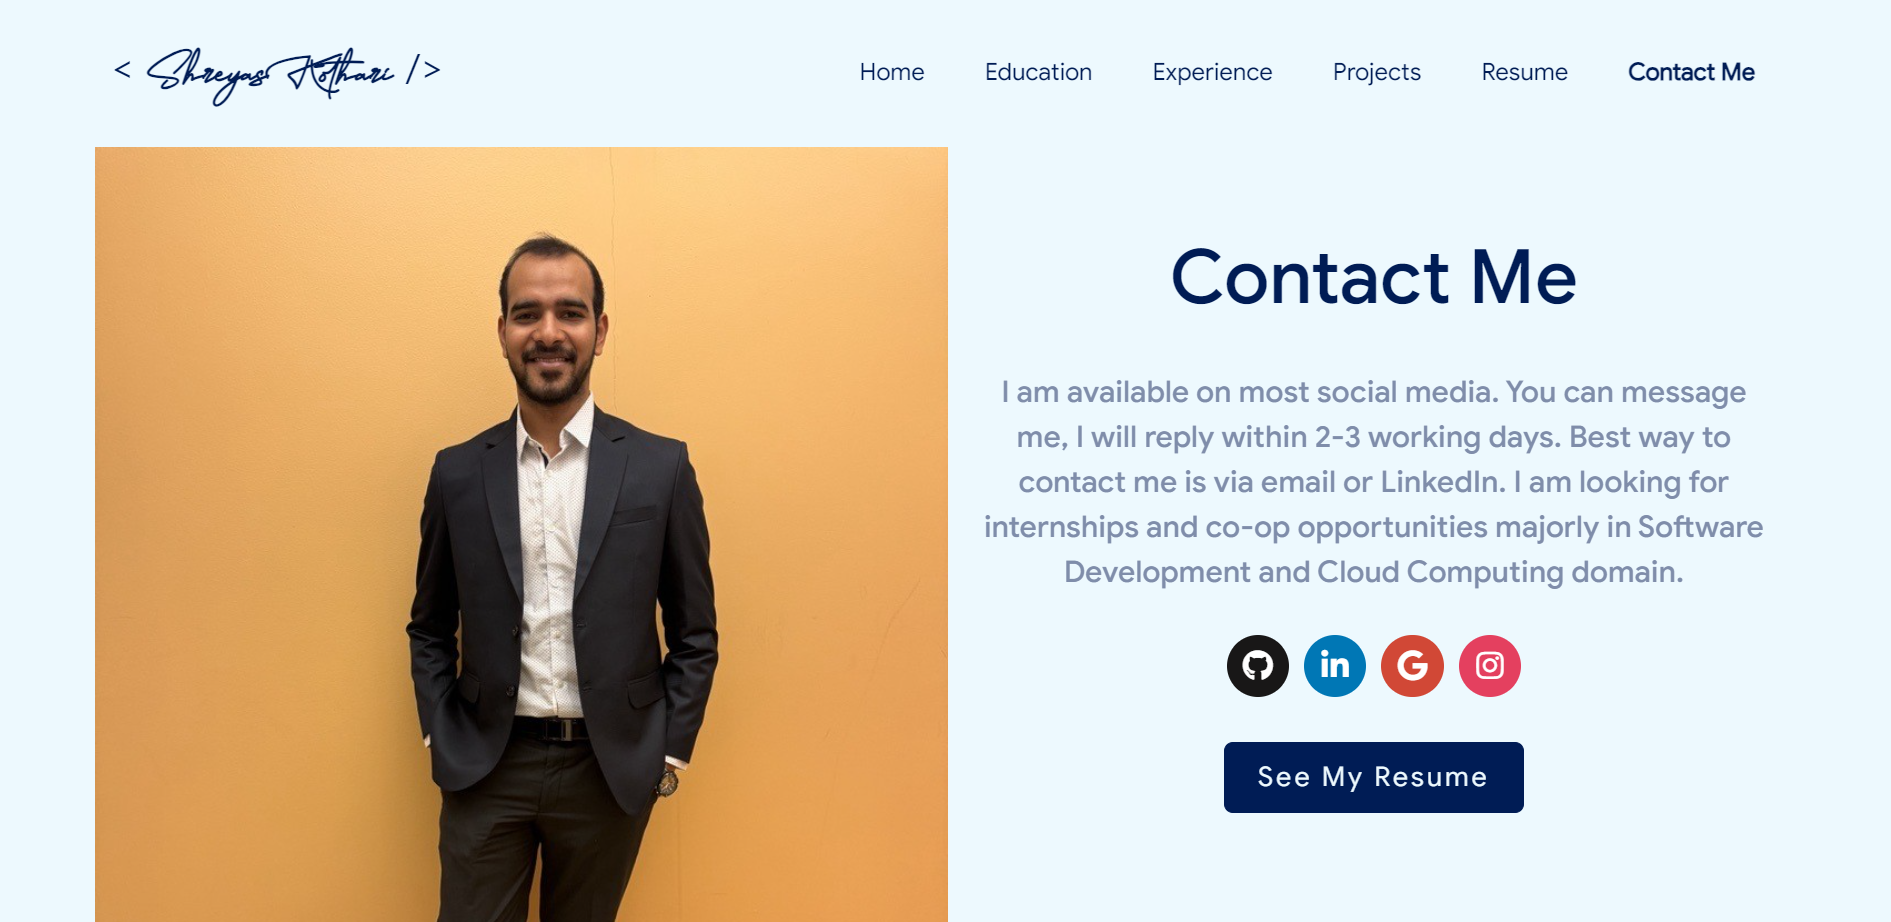 < Shreyas Kothari />
Home Education Experience Projects Resume Contact Me
Contact Me
I am available on most social media. You can message
me, I will reply within 2-3 working days. Best way to
contact me is via email or LinkedIn. I am looking for
internships and co-op opportunities majorly in Software
Development and Cloud Computing domain.
in
G
See My Resume